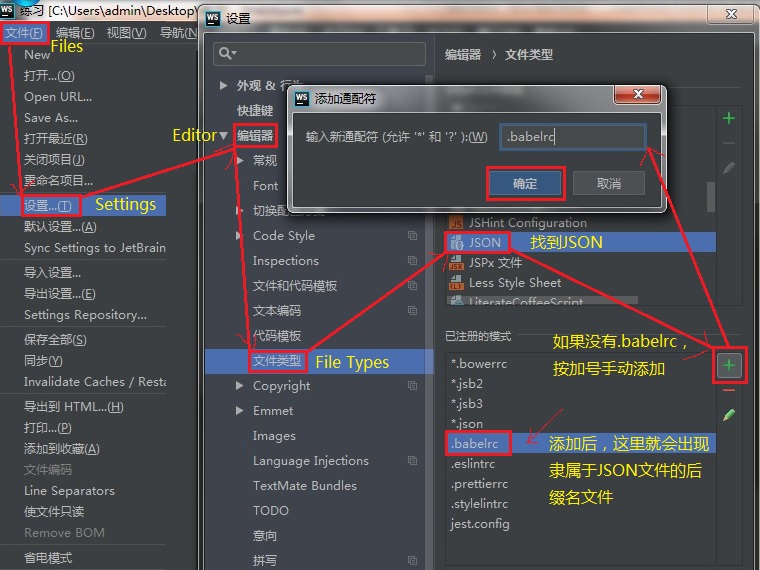 WS 练习 [C:\Users\admin\Desktop\
文件(F) 编辑(E) 视图(V) 导航(N
Files
New
打开...(O)
Open URL...
Save As...
打开最近(R)
关闭项目(J)
重命名项目...
设置...(T)
Settings
默认设置...(A)
Sync Settings to JetBrain
导入设置...
导出设置...(E)
Settings Repository...
保存全部(S)
同步(Y)
Invalidate Caches / Resta
导出到 HTML...(H)
打印...(P)
添加到收藏(A)
文件编码
Line Separators
使文件只读
Remove BOM
省电模式
WS 设置
外观 & 行为
快捷键
Editor
编辑器
常规
Font
切换配
Code Style
Inspections
文件和代码模板
文本编码
代码模板
文件类型
File Types
Copyright
Emmet
Images
Language Injections
TextMate Bundles
TODO
意向
拼写
编辑器 〉 文件类型
WS 添加通配符
输入新通配符 (允许 '*' 和 '?' ):(W) .babelrc
确定 取消
JSHint Configuration
JSON
找到JSON
JSPx 文件
Less Style Sheet
LiterateCoffeeScript
已注册的模式
如果没有.babelrc，
按加号手动添加
*.bowerrc
*.jsb2
*.jsb3
*.json
.babelrc
.eslintrc
.prettierrc
.stylelintrc
jest.config
添加后，这里就会出现
隶属于JSON文件的后
缀名文件